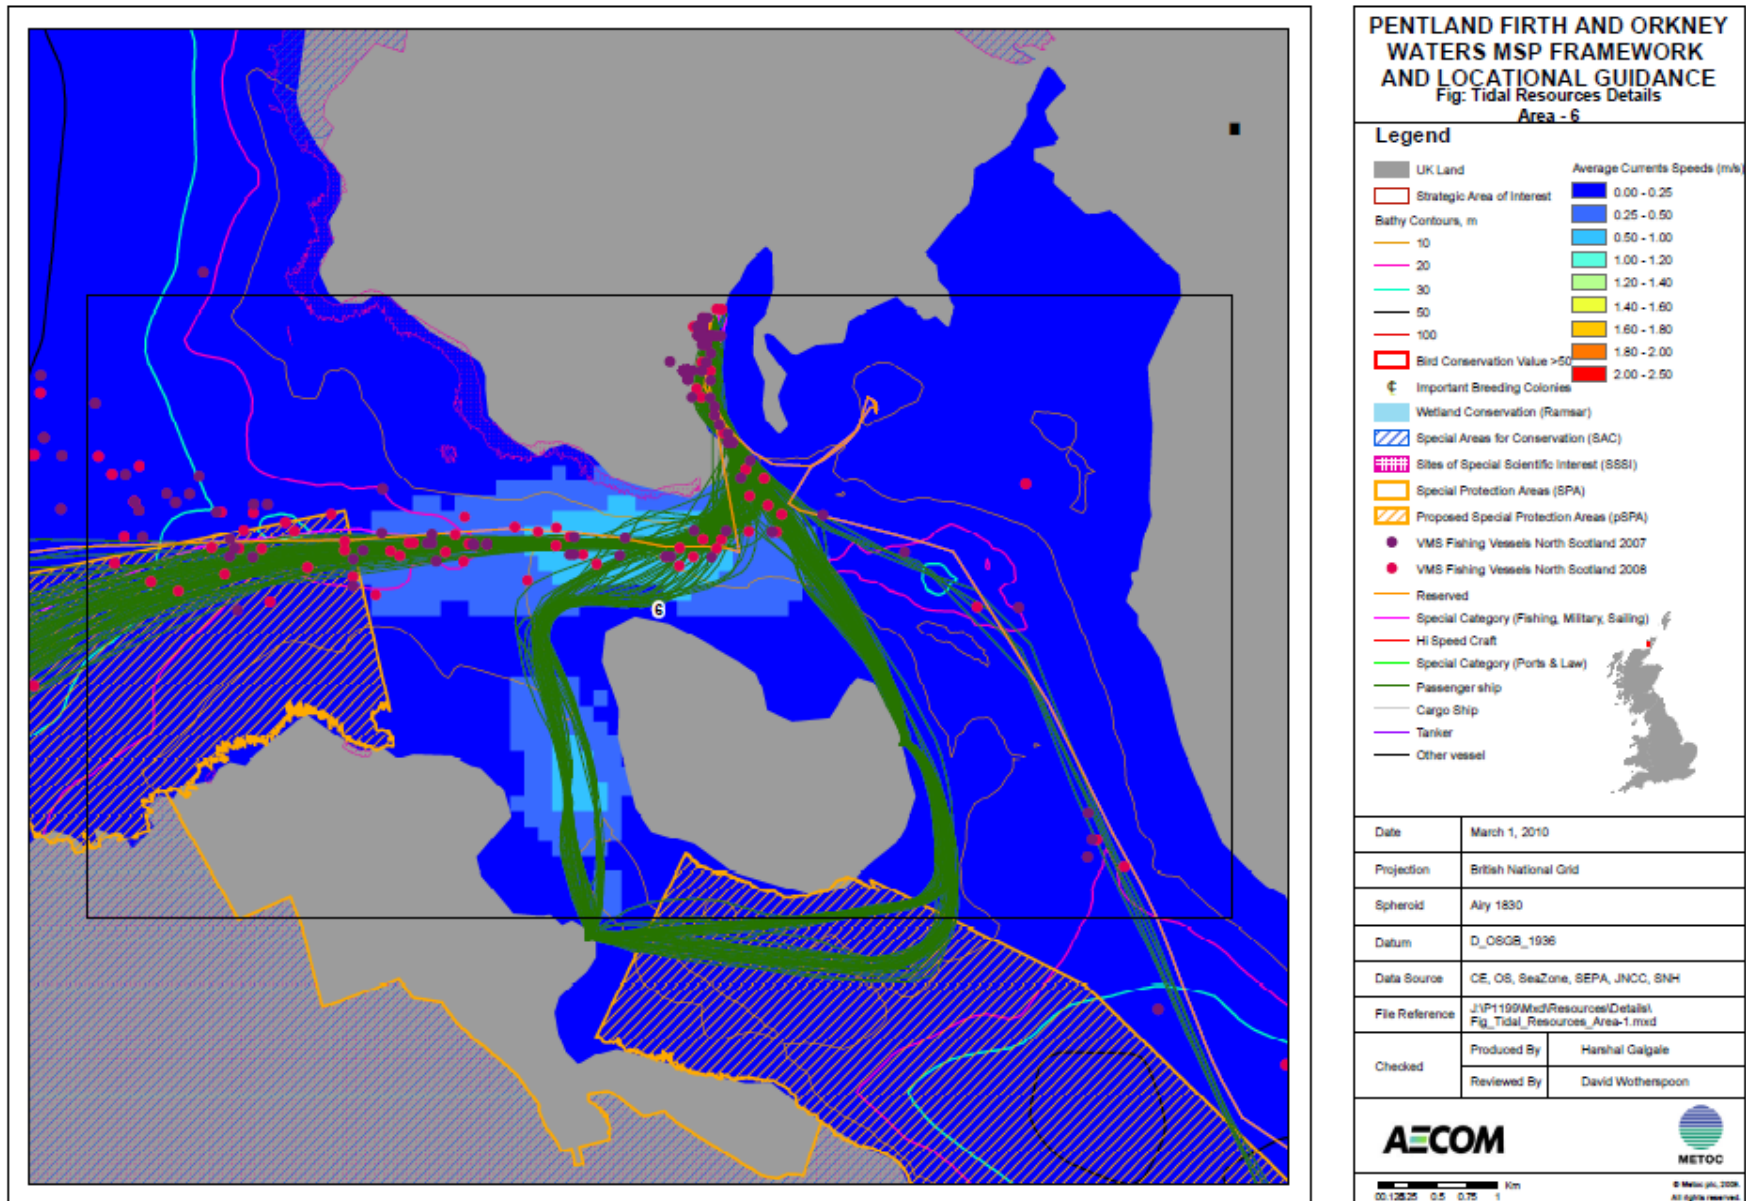 PENTLAND FIRTH AND ORKNEY
WATERS MSP FRAMEWORK
AND LOCATIONAL GUIDANCE
Fig: Tidal Resources Details
Area - 6
Legend
UK Land
Strategic Area of Interest
Bathy Contours, m
10
20
30
50
100
Bird Conservation Value >50
Important Breeding Colonies
Wetland Conservation (Ramsar)
Special Areas for Conservation (SAC)
Sites of Special Scientific Interest (SSSI)
Special Protection Areas (SPA)
Proposed Special Protection Areas (pSPA)
VMS Fishing Vessels North Scotland 2007
VMS Fishing Vessels North Scotland 2008
Reserved
Special Category (Fishing, Military, Sailing)
Hi Speed Craft
Special Category (Ports & Law)
Passenger ship
Cargo Ship
Tanker
Other vessel
Average Currents Speeds (m/s)
0.00 - 0.25
0.25 - 0.50
0.50 - 1.00
1.00 - 1.20
1.20 - 1.40
1.40 - 1.60
1.60 - 1.80
1.80 - 2.00
2.00 - 2.50
6
Date March 1, 2010
Projection British National Grid
Spheroid Airy 1830
Datum D_OSGB_1936
Data Source CE, OS, SeaZone, SEPA, JNCC, SNH
File Reference J:\P1199\Mxd\Resources\Details\
Fig_Tidal_Resources_Area-1.mxd
Checked
Produced By Harshal Galgale
Reviewed By David Wotherspoon
AECOM
METOC
Km
0.5 0.75 1
© Metoc plc, 2009.
All rights reserved.